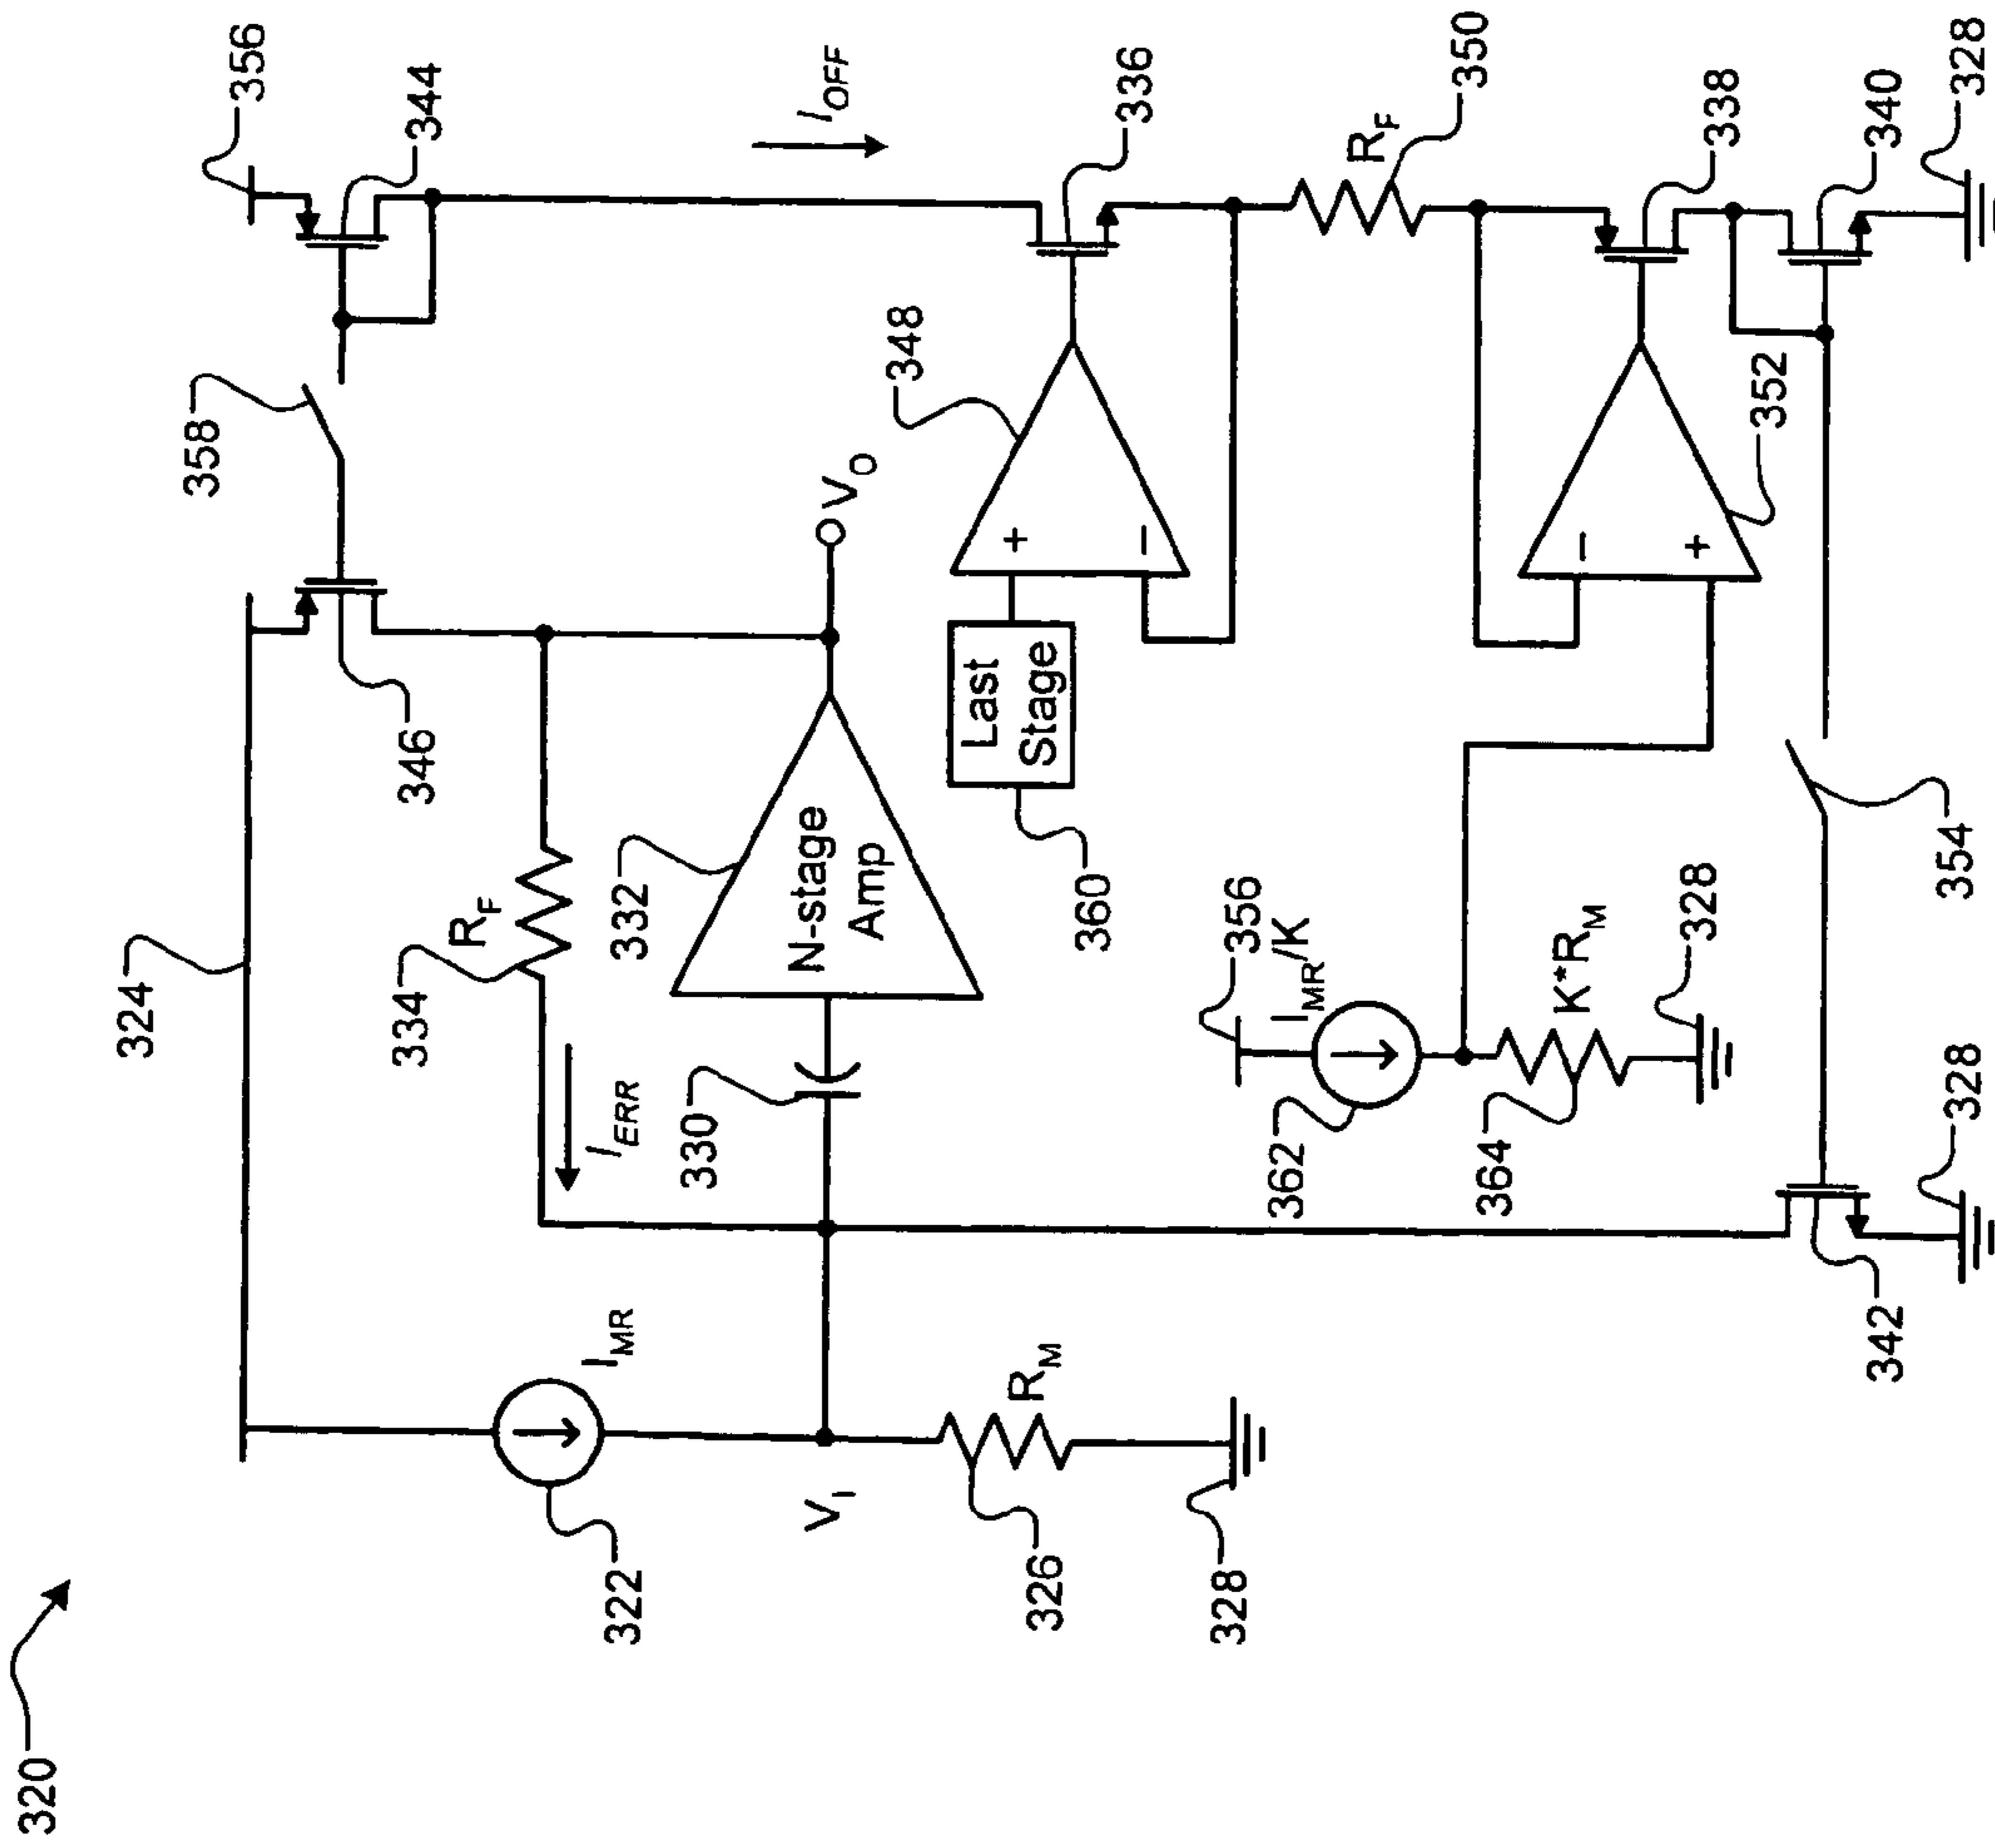 320
324
356
344
358
346
I_OFF
R_F
334
I_ERR
332
N-stage
Amp
330
V_O
348
+
−
336
Last
Stage
360
R_F
350
I_MR
322
V_I
R_M
326
328
356
I_MR/K
362
K*R_M
364
328
−
+
352
338
340
328
354
342
328